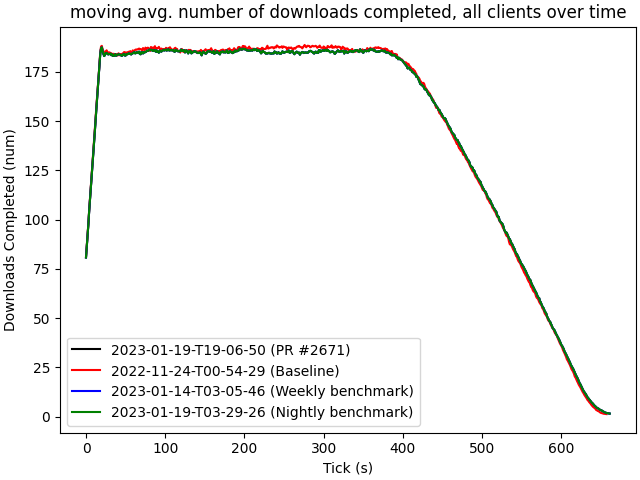 moving avg. number of downloads completed, all clients over time
Downloads Completed (num)
175
150
125
100
75
50
25
0
2023-01-19-T19-06-50 (PR #2671)
2022-11-24-T00-54-29 (Baseline)
2023-01-14-T03-05-46 (Weekly benchmark)
2023-01-19-T03-29-26 (Nightly benchmark)
0 100 200 300 400 500 600
Tick (s)